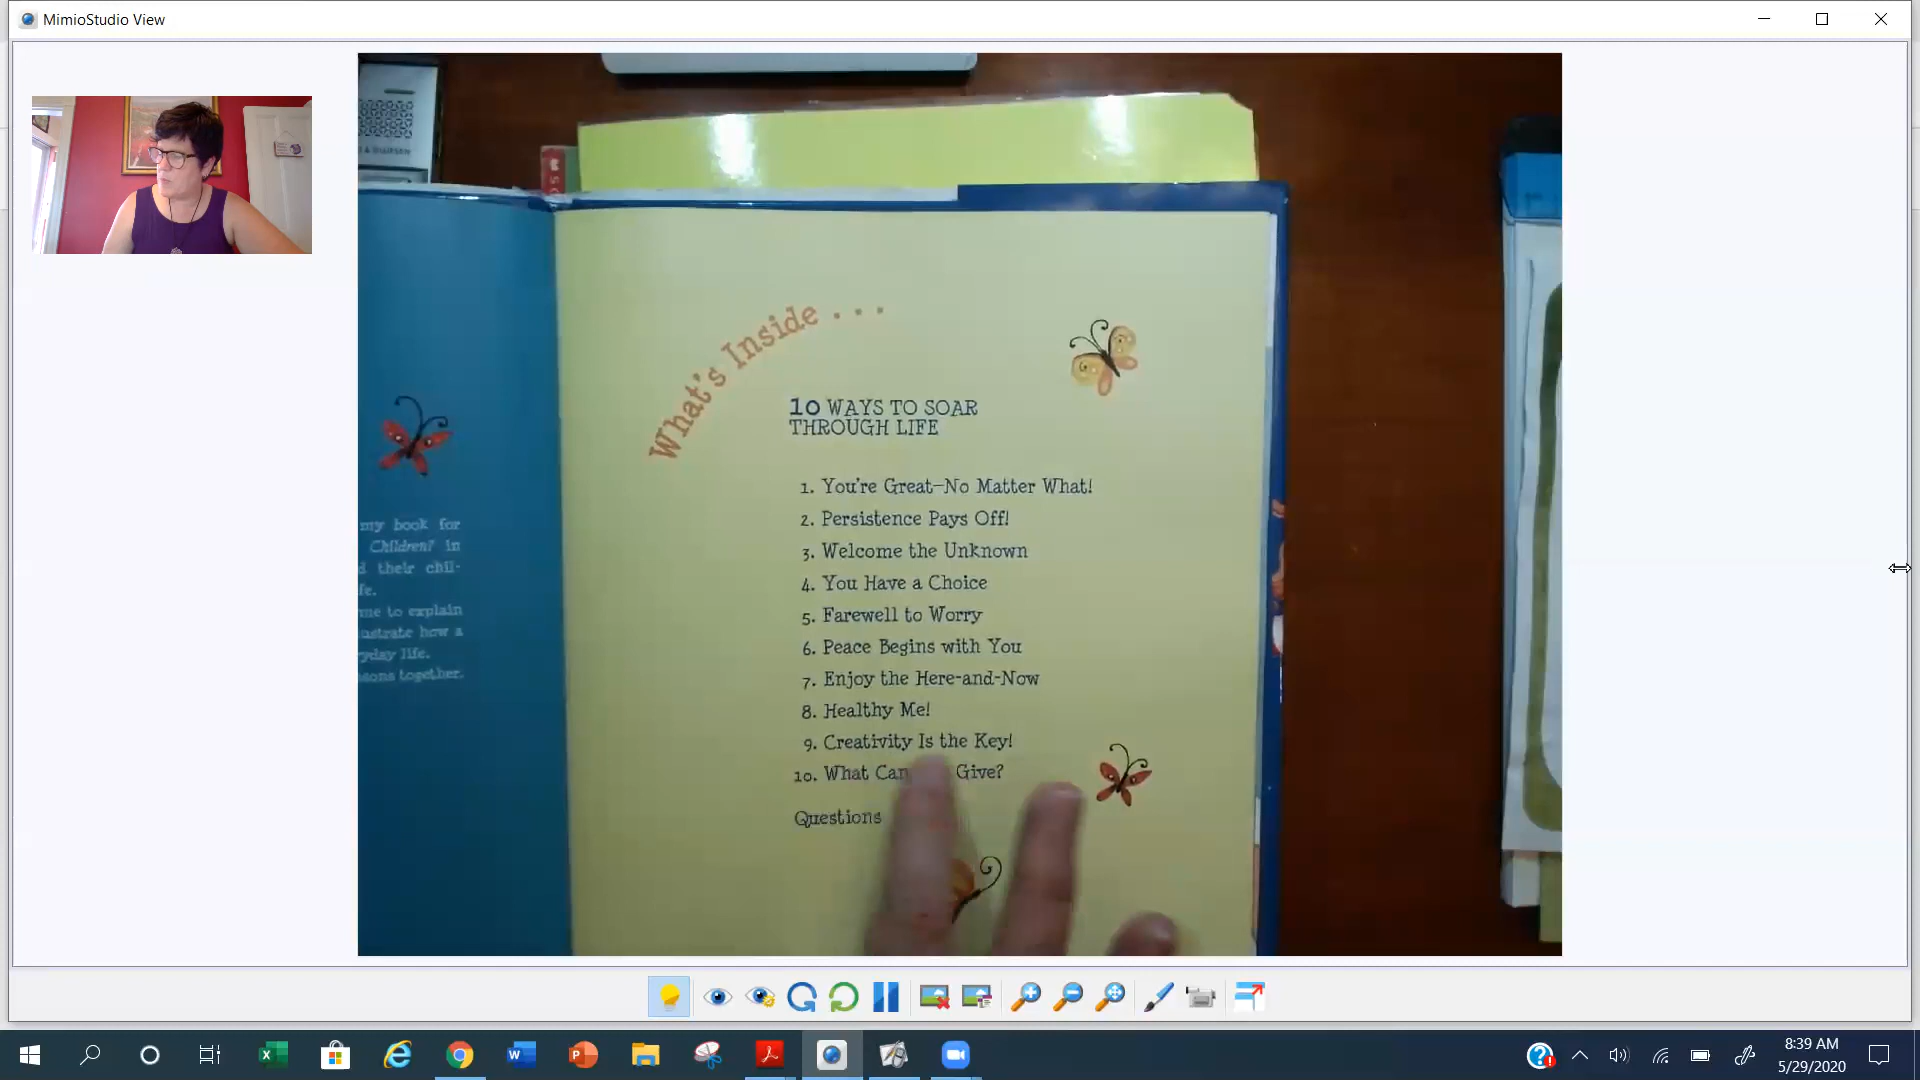 MimioStudio View
& OLUFSEN
What's Inside . . .
10 WAYS TO SOAR
THROUGH LIFE
1. You're Great—No Matter What!
2. Persistence Pays Off!
3. Welcome the Unknown
4. You Have a Choice
5. Farewell to Worry
6. Peace Begins with You
7. Enjoy the Here-and-Now
8. Healthy Me!
9. Creativity Is the Key!
10. What Can Give?
Questions
my book for
Children? in
their chil-
to explain
how a
life.
together.
8:39 AM
5/29/2020